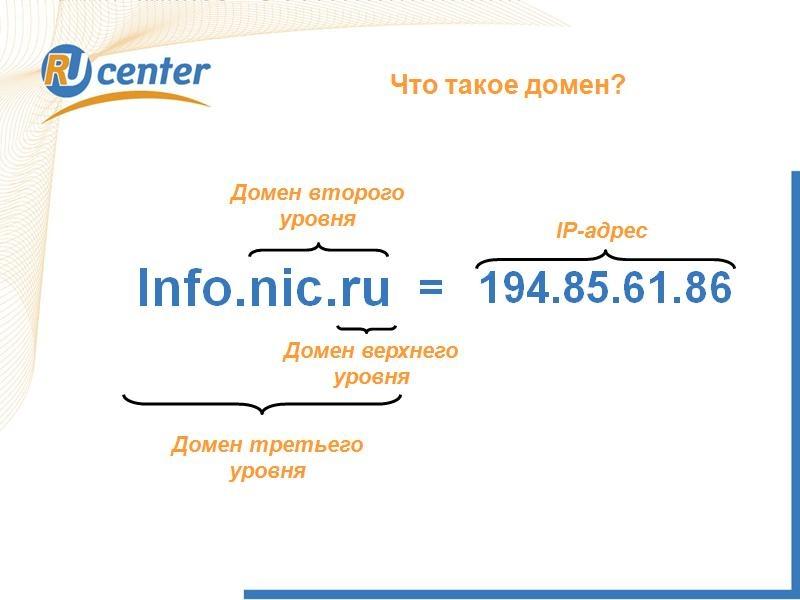 RU center
Что такое домен?
Домен второго
уровня
IP-адрес
Info.nic.ru = 194.85.61.86
Домен верхнего
уровня
Домен третьего
уровня